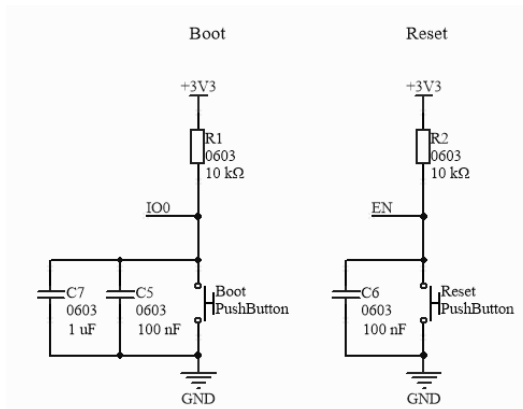 Boot
+3V3
R1
0603
10 kΩ
IO0
C7
0603
1 uF
C5
0603
100 nF
Boot
PushButton
GND
Reset
+3V3
R2
0603
10 kΩ
EN
C6
0603
100 nF
Reset
PushButton
GND